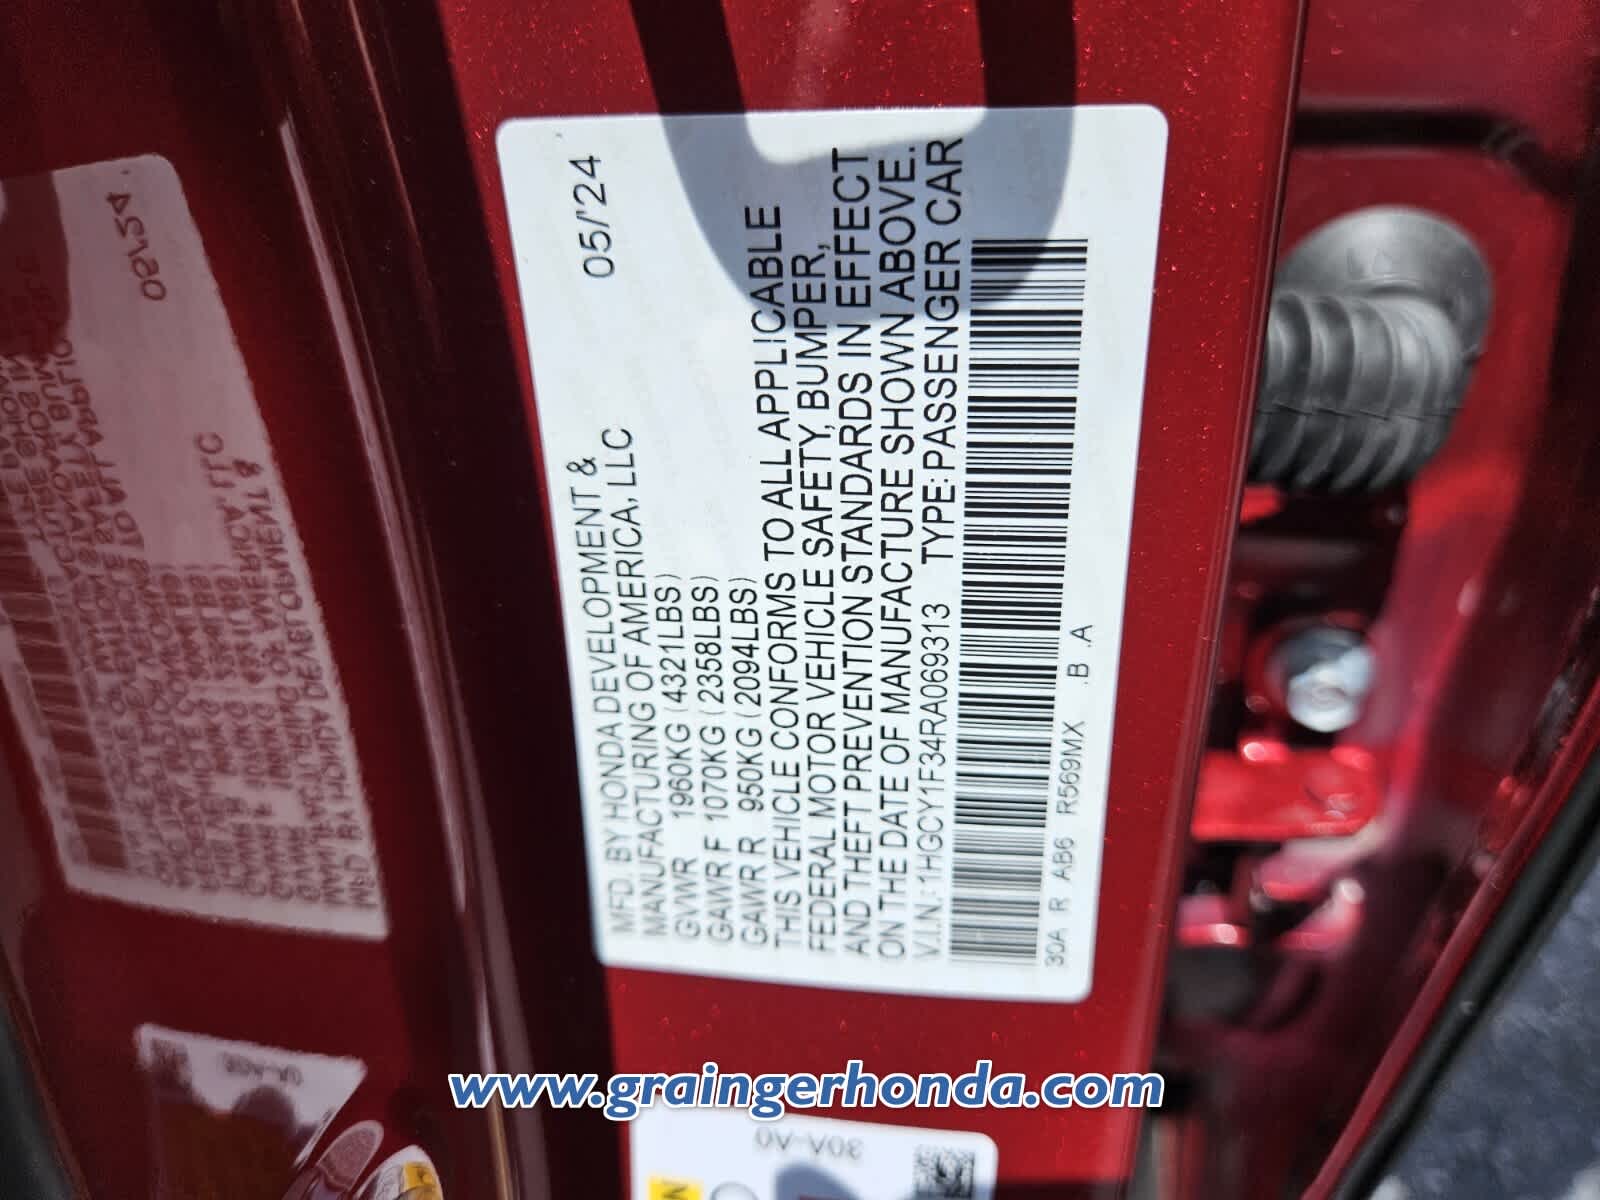 05/'24
MFD. BY HONDA DEVELOPMENT &
MANUFACTURING OF AMERICA, LLC
GVWR 1960KG (4321LBS)
GAWR F 1070KG (2358LBS)
GAWR R 950KG (2094LBS)
THIS VEHICLE CONFORMS TO ALL APPLICABLE
FEDERAL MOTOR VEHICLE SAFETY, BUMPER,
AND THEFT PREVENTION STANDARDS IN EFFECT
ON THE DATE OF MANUFACTURE SHOWN ABOVE.
V.I.N.: 1HGCY1F34RA069313 TYPE: PASSENGER CAR
30A R AB6 R569MX .B .A
www.graingerhonda.com
30A-A0